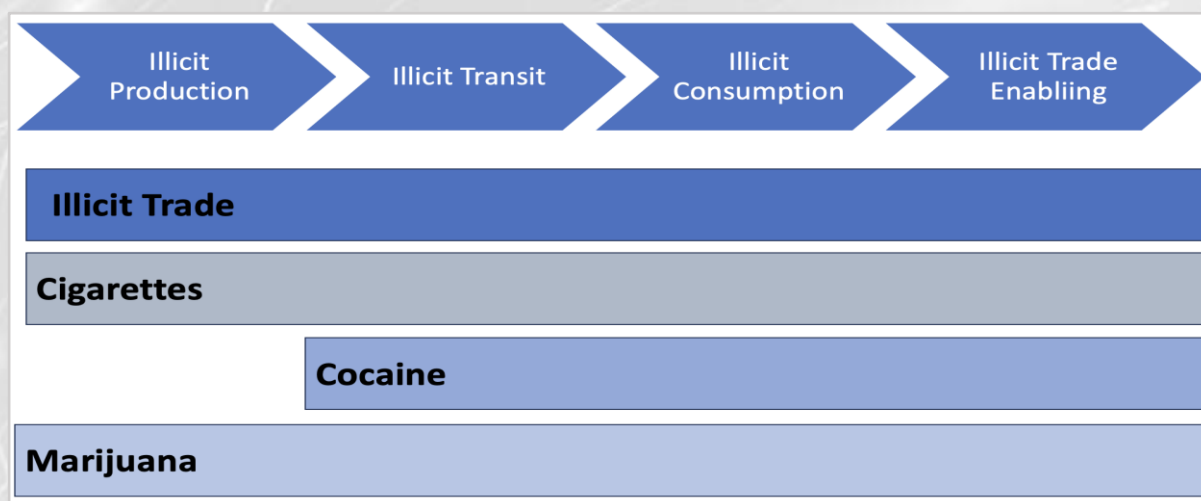 Illicit
Production
Illicit Transit
Illicit
Consumption
Illicit Trade
Enabliing
Illicit Trade
Cigarettes
Cocaine
Marijuana